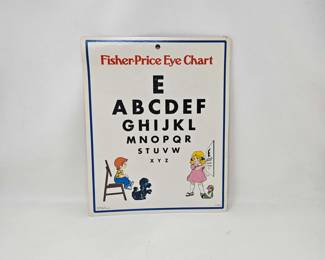 Fisher-Price Eye Chart
E
ABCDEF
GHIJKL
MNOPQR
STUVW
XYZ